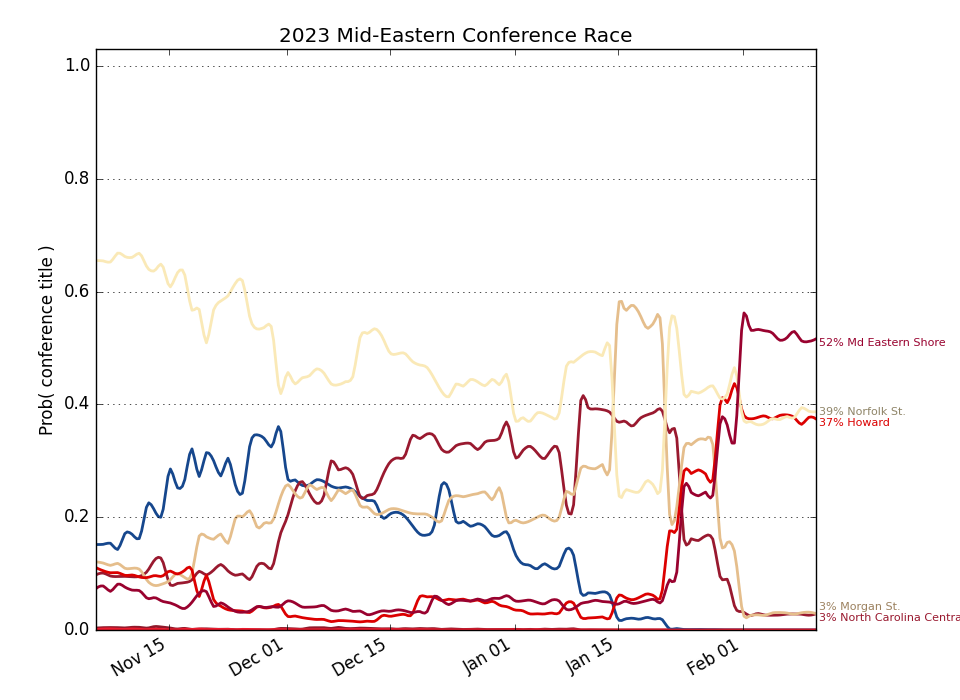 2023 Mid-Eastern Conference Race
Prob( conference title )
1.0
0.8
0.6
0.4
0.2
0.0
52% Md Eastern Shore
39% Norfolk St.
37% Howard
3% Morgan St.
3% North Carolina Centra
Nov 15
Dec 01
Dec 15
Jan 01
Jan 15
Feb 01